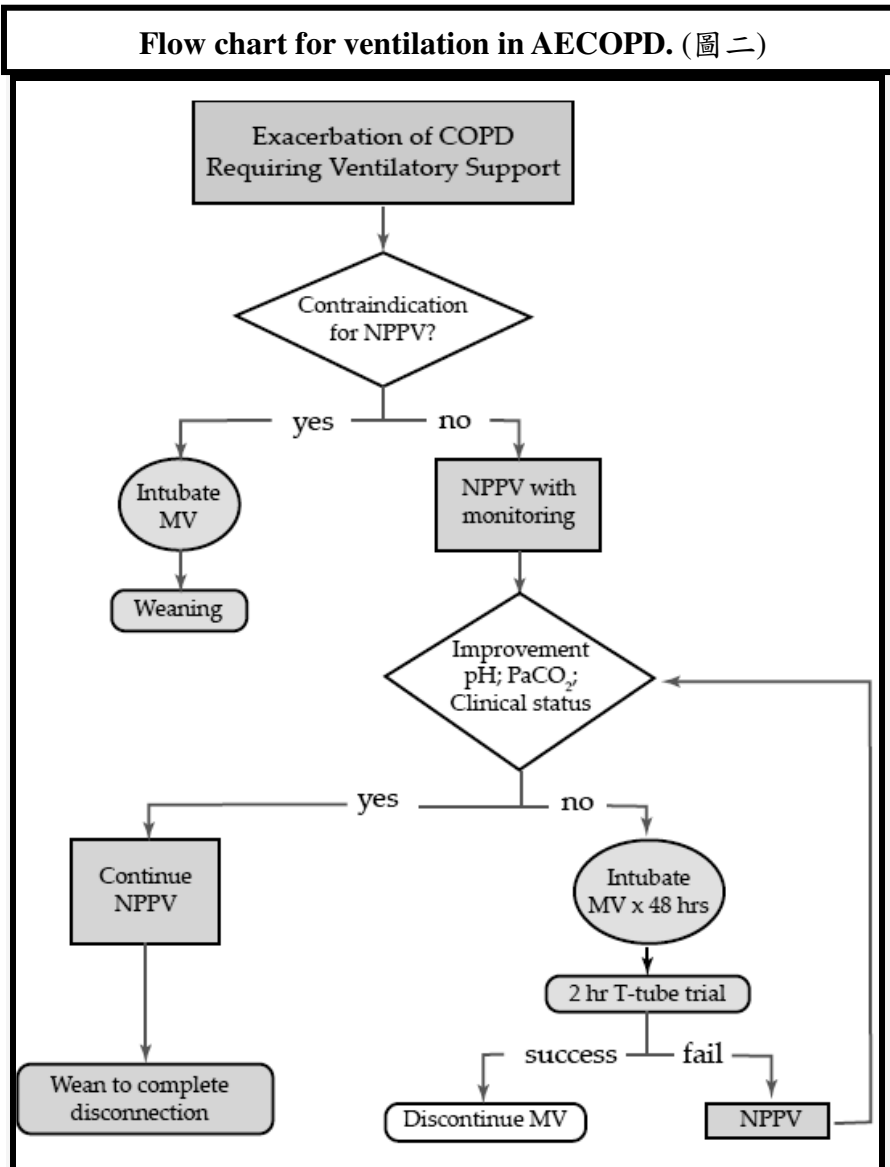 Flow chart for ventilation in AECOPD. (圖二)
Exacerbation of COPD
Requiring Ventilatory Support
Contraindication
for NPPV?
yes
no
Intubate
MV
NPPV with
monitoring
Weaning
Improvement
pH; PaCO₂;
Clinical status
yes
no
Continue
NPPV
Intubate
MV x 48 hrs
2 hr T-tube trial
success
fail
Wean to complete
disconnection
Discontinue MV
NPPV